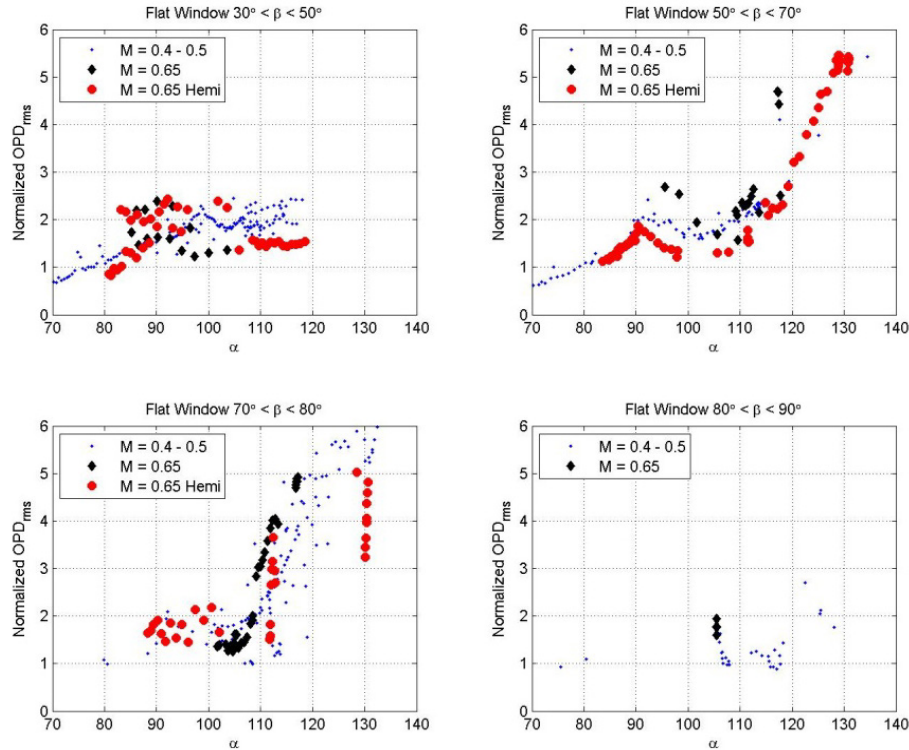 Flat Window 30° < β < 50°
6
5
4
3
2
1
0
Normalized OPDrms
M = 0.4 - 0.5
M = 0.65
M = 0.65 Hemi
70 80 90 100 110 120 130 140
α
Flat Window 50° < β < 70°
6
5
4
3
2
1
0
Normalized OPDrms
M = 0.4 - 0.5
M = 0.65
M = 0.65 Hemi
70 80 90 100 110 120 130 140
α
Flat Window 70° < β < 80°
6
5
4
3
2
1
0
Normalized OPDrms
M = 0.4 - 0.5
M = 0.65
M = 0.65 Hemi
70 80 90 100 110 120 130 140
α
Flat Window 80° < β < 90°
6
5
4
3
2
1
0
Normalized OPDrms
M = 0.4 - 0.5
M = 0.65
70 80 90 100 110 120 130 140
α